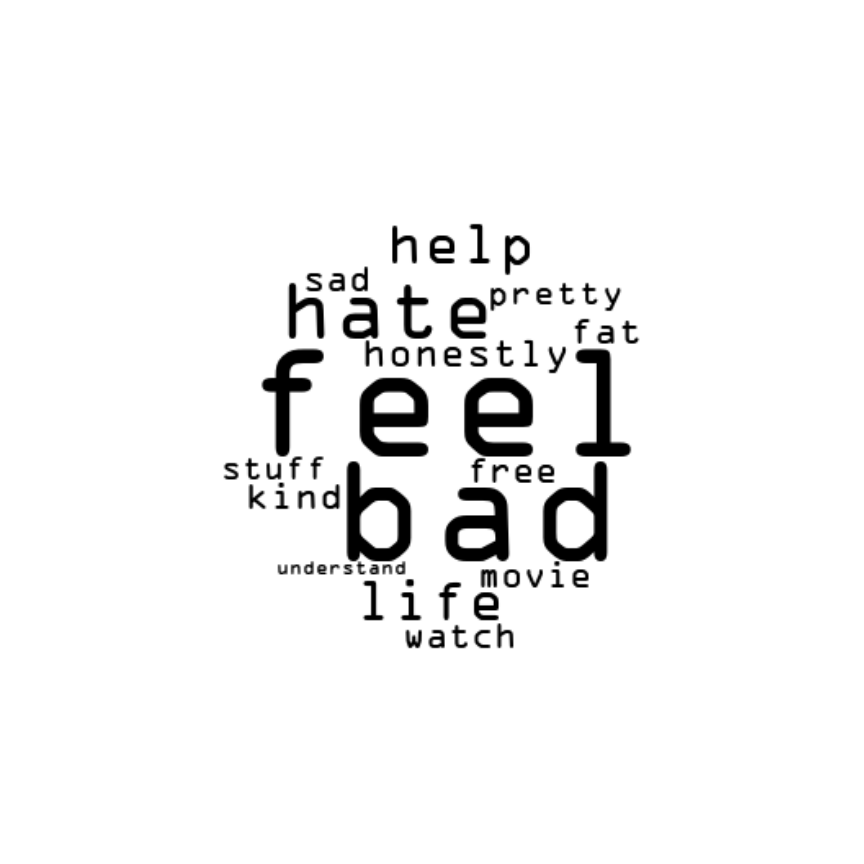 help
sad
pretty
hate
fat
honestly
feel
stuff
free
kind
bad
understand
movie
life
watch